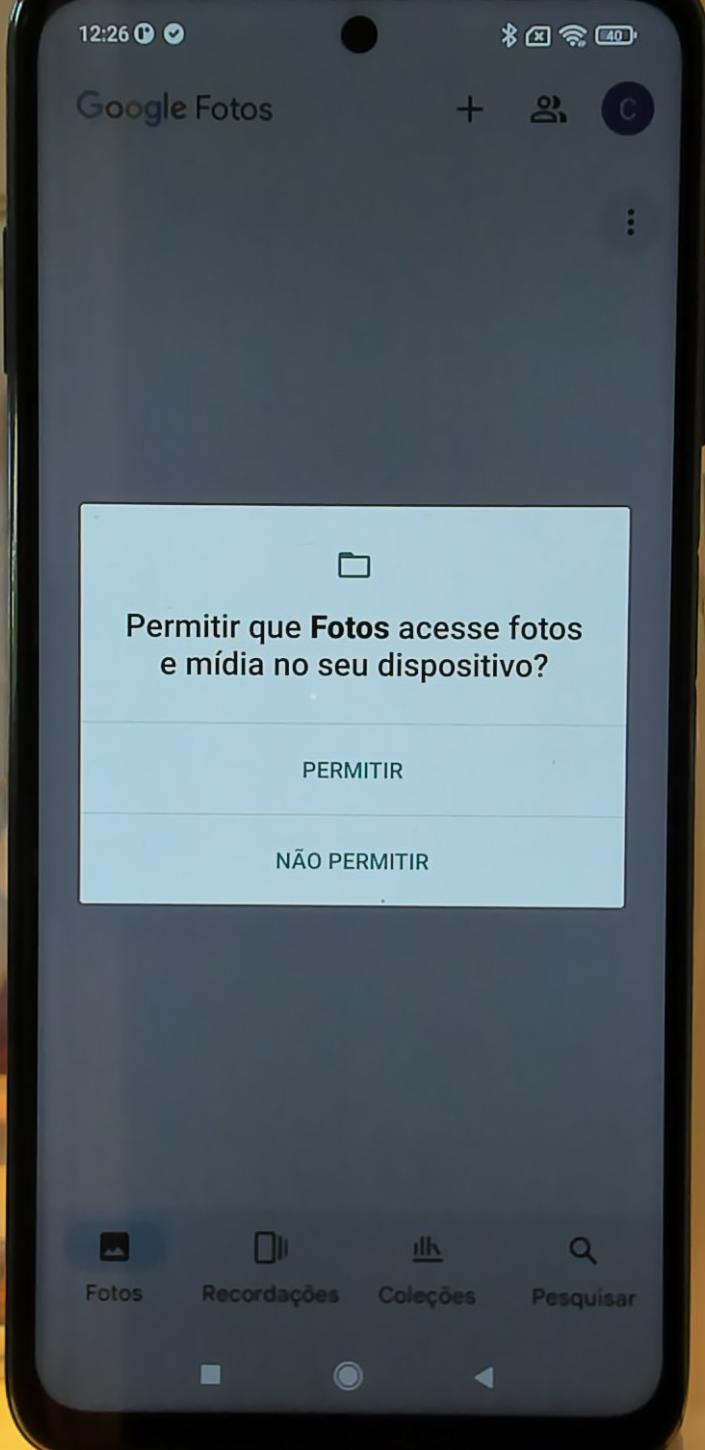 12:26
40
Google Fotos
C
Permitir que Fotos acesse fotos
e mídia no seu dispositivo?
PERMITIR
NÃO PERMITIR
Fotos Recordações Coleções Pesquisar